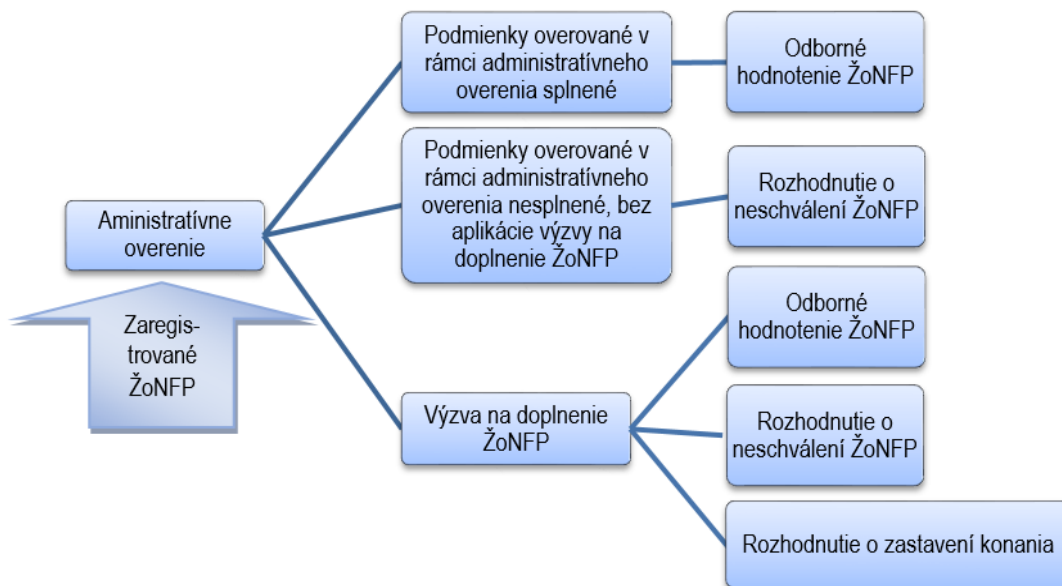 Podmienky overované v
rámci administratívneho
overenia splnené
Odborné
hodnotenie ŽoNFP
Podmienky overované v
rámci administratívneho
overenia nesplnené, bez
aplikácie výzvy na
doplnenie ŽoNFP
Rozhodnutie o
neschválení ŽoNFP
Aministratívne
overenie
Zaregis-
trované
ŽoNFP
Výzva na doplnenie
ŽoNFP
Odborné
hodnotenie ŽoNFP
Rozhodnutie o
neschválení ŽoNFP
Rozhodnutie o zastavení konania